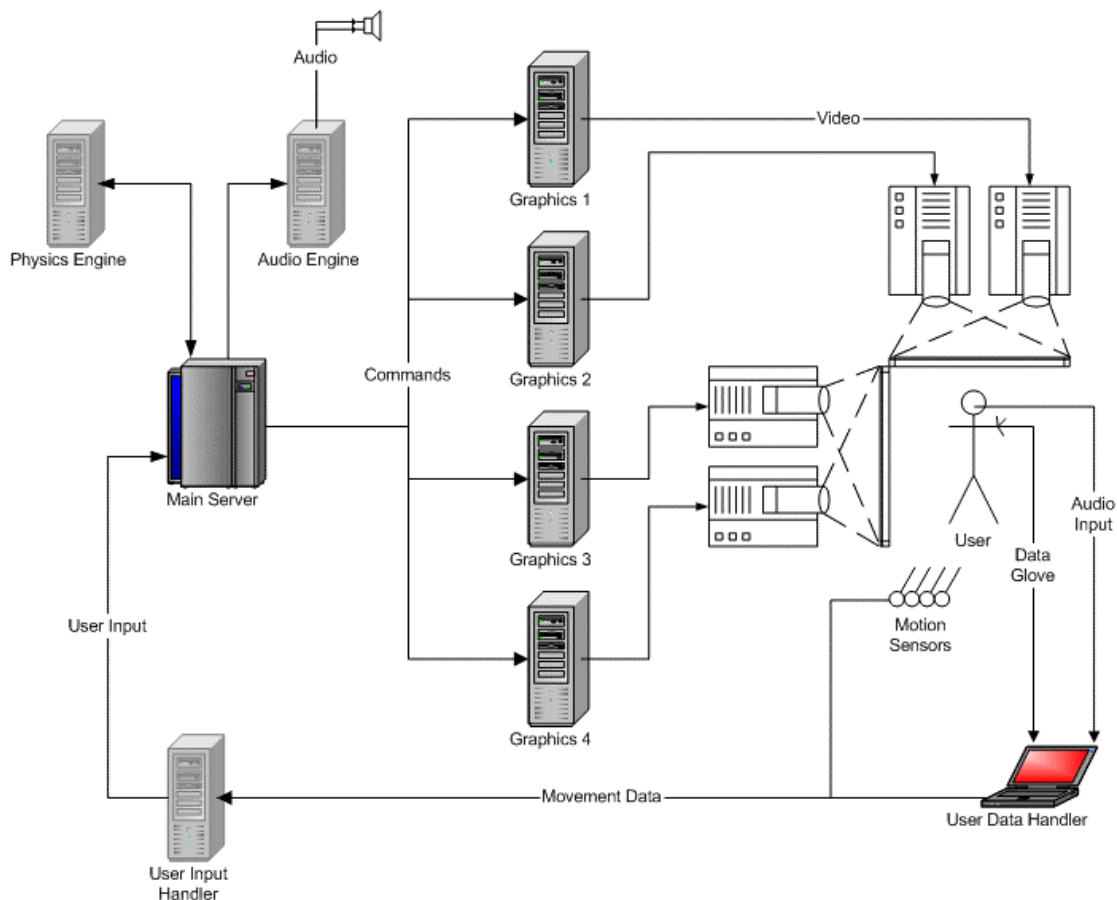 Audio
Video
Graphics 1
Physics Engine
Audio Engine
Graphics 2
Commands
Main Server
Audio
Input
User
Graphics 3
Data
Glove
User Input
Motion
Sensors
Graphics 4
Movement Data
User Data Handler
User Input
Handler